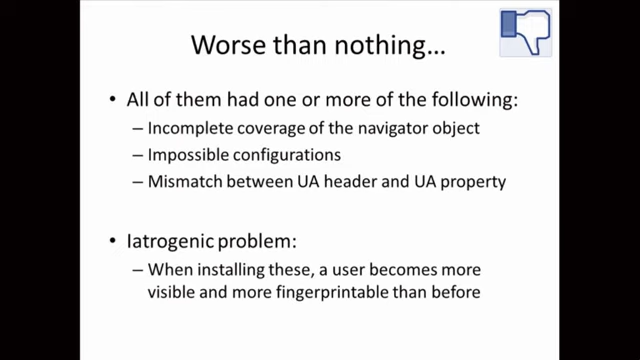 Worse than nothing…
• All of them had one or more of the following:
– Incomplete coverage of the navigator object
– Impossible configurations
– Mismatch between UA header and UA property
• Iatrogenic problem:
– When installing these, a user becomes more
visible and more fingerprintable than before